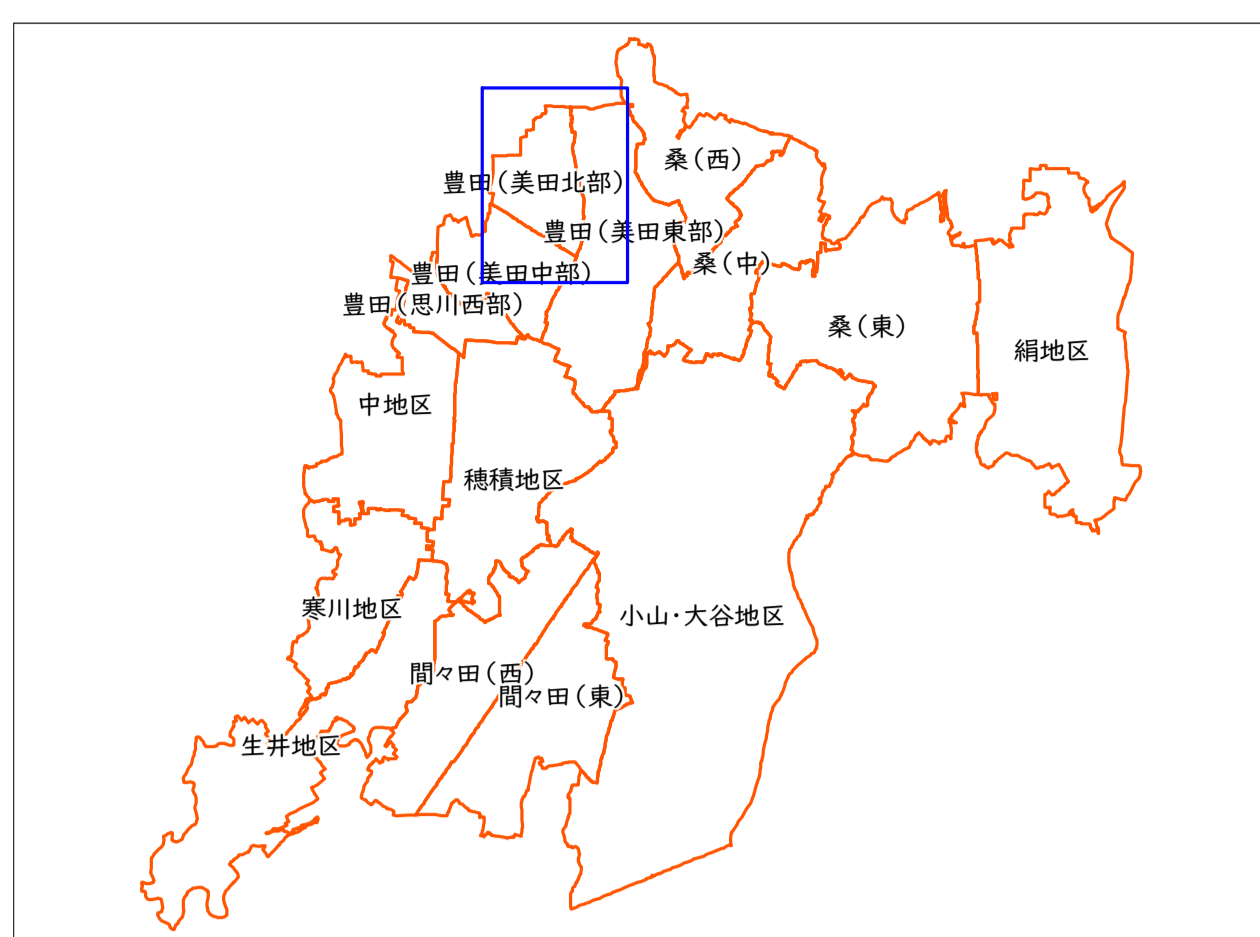 桑(西)
豊田(美田北部)
豊田(美田東部)
桑(中)
豊田(美田中部)
豊田(思川西部)
桑(東)
絹地区
中地区
穂積地区
寒川地区
小山・大谷地区
間々田(西)
間々田(東)
生井地区